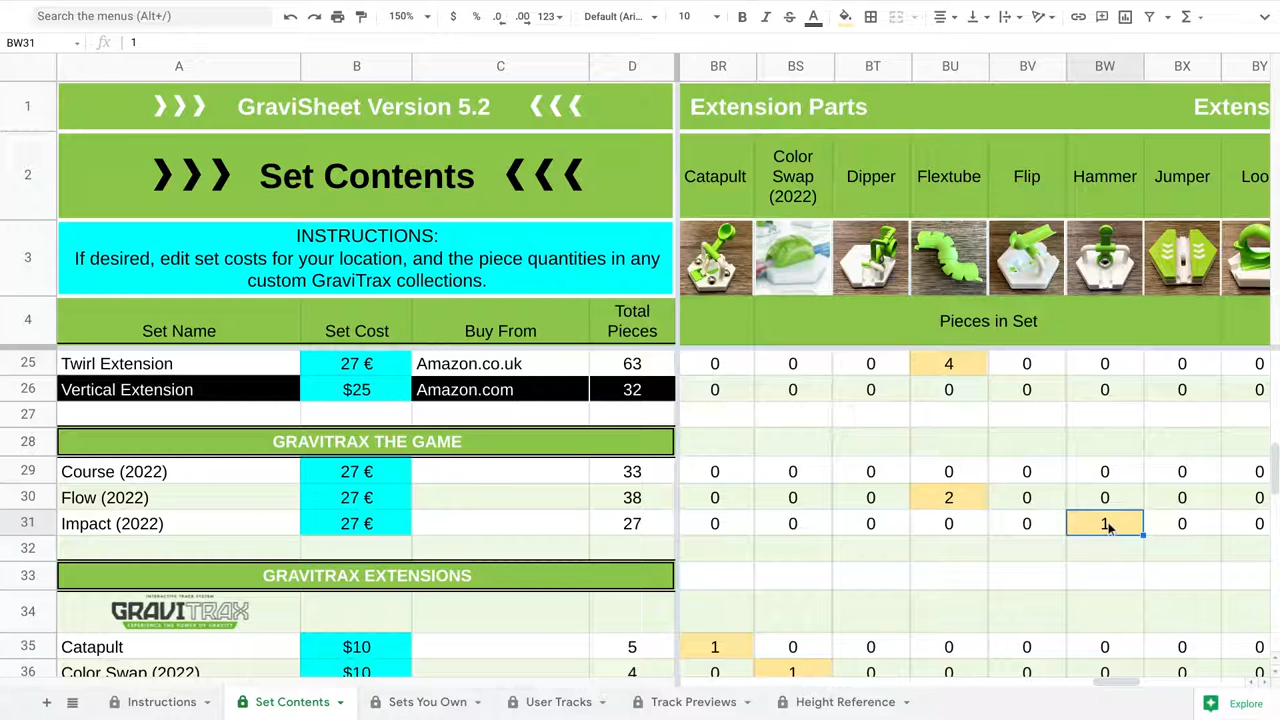 Search the menus (Alt+/)
150%
$ % .0 .00 123
Default (Ari...
10
B I S A
BW31
fx 1
A B C D BR BS BT BU BV BW BX BY
1 ❯❯❯ GraviSheet Version 5.2 ❮❮❮ Extension Parts Extens
2 ❯❯❯ Set Contents ❮❮❮ Catapult Color Swap (2022) Dipper Flextube Flip Hammer Jumper Loo
3 INSTRUCTIONS:
If desired, edit set costs for your location, and the piece quantities in any
custom GraviTrax collections.
4 Set Name Set Cost Buy From Total Pieces Pieces in Set
25 Twirl Extension 27 € Amazon.co.uk 63 0 0 0 4 0 0 0 0
26 Vertical Extension $25 Amazon.com 32 0 0 0 0 0 0 0 0
27
28 GRAVITRAX THE GAME
29 Course (2022) 27 € 33 0 0 0 0 0 0 0 0
30 Flow (2022) 27 € 38 0 0 0 2 0 0 0 0
31 Impact (2022) 27 € 27 0 0 0 0 0 1 0 0
32
33 GRAVITRAX EXTENSIONS
34 INTERACTIVE TRACK SYSTEM
GRAVITRAX
EXPERIENCE THE POWER OF GRAVITY
35 Catapult $10 5 1 0 0 0 0 0 0 0
36 Color Swap (2022) $10 4 0 1 0 0 0 0 0 0
Instructions Set Contents Sets You Own User Tracks Track Previews Height Reference Explore